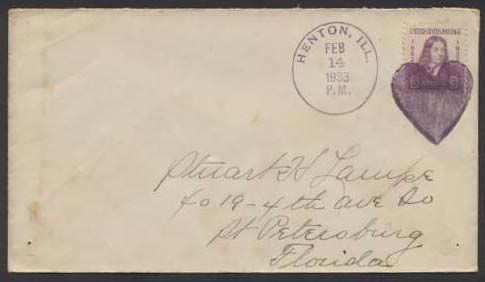 HENTON, ILL.
FEB
14
1933
P.M.
UNITED STATES POSTAGE
Stuart H Lampe
4019-4th ave So
St Petersburg
Florida